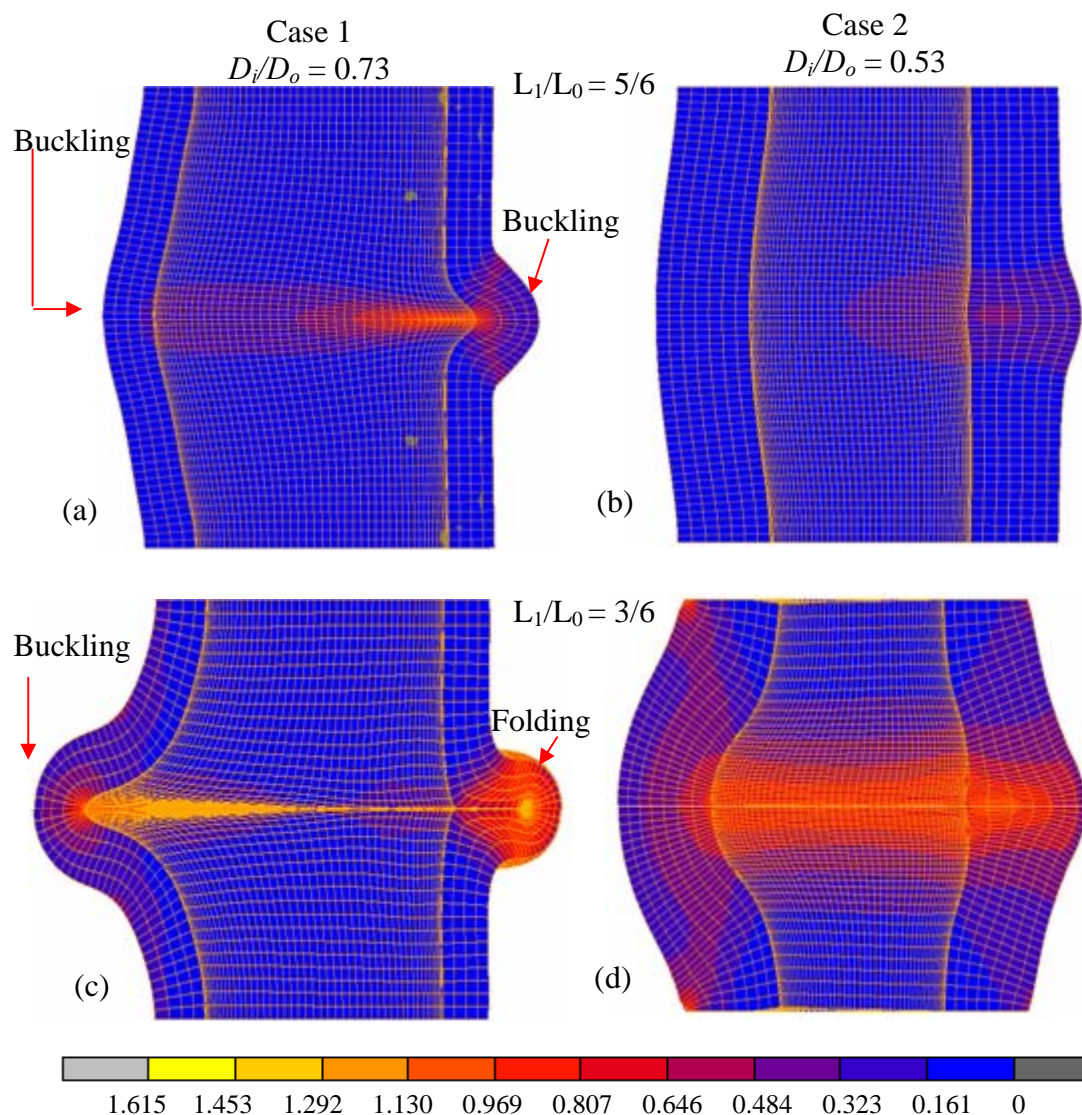 Case 1
Dᵢ/Dₒ = 0.73
Case 2
Dᵢ/Dₒ = 0.53
L₁/L₀ = 5/6
Buckling
Buckling
(a)
(b)
L₁/L₀ = 3/6
Buckling
Folding
(c)
(d)
1.615 1.453 1.292 1.130 0.969 0.807 0.646 0.484 0.323 0.161 0